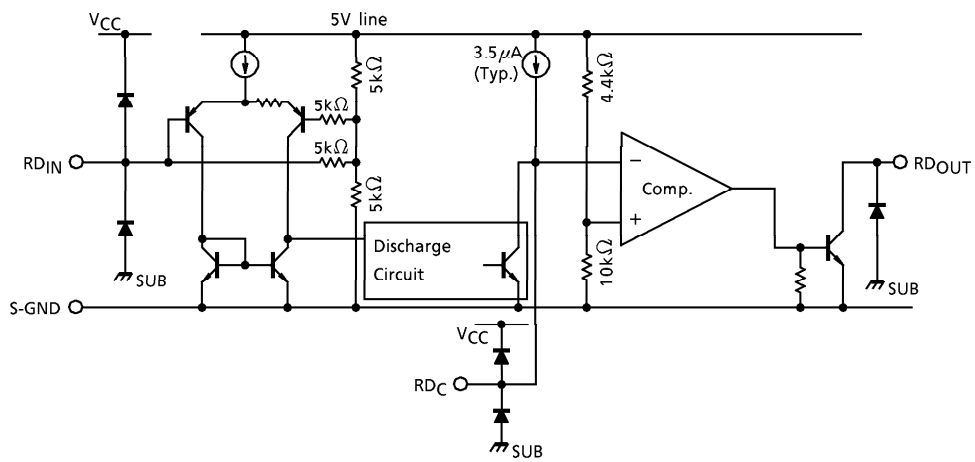 VCC
5V line
3.5μA
(Typ.)
5kΩ
4.4kΩ
5kΩ
5kΩ
RDIN
5kΩ
Comp.
−
+
RDOUT
Discharge
Circuit
10kΩ
SUB
SUB
S-GND
VCC
RDC
SUB